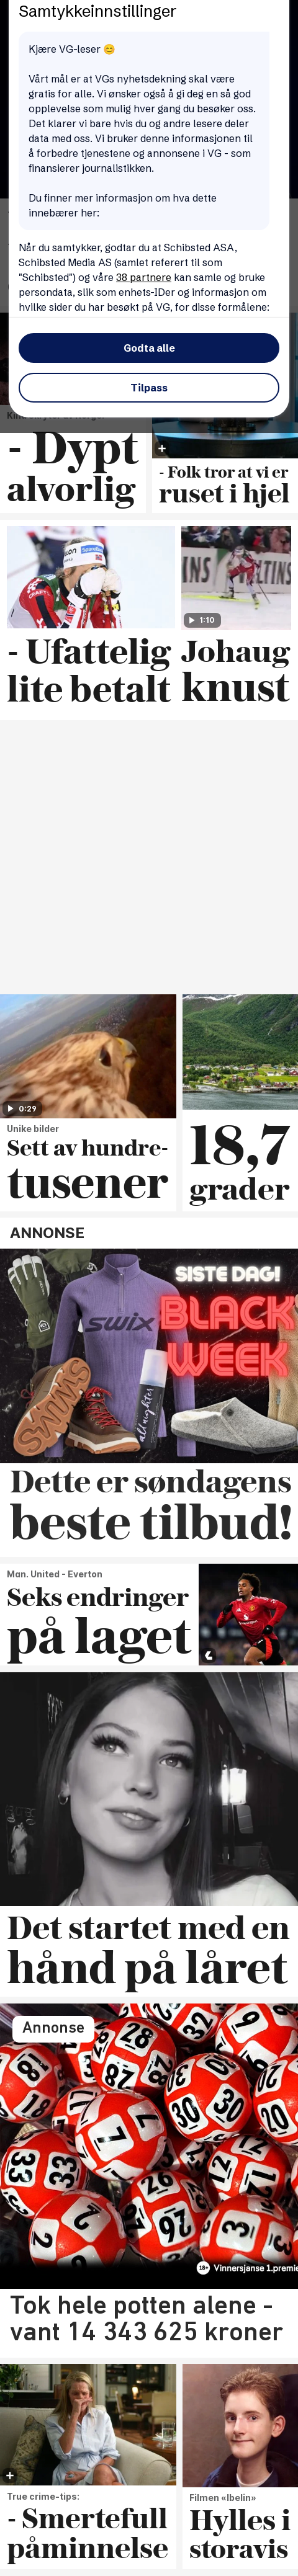 Samtykkeinnstillinger
Kjære VG-leser 😊
Vårt mål er at VGs nyhetsdekning skal være
gratis for alle. Vi ønsker også å gi deg en så god
opplevelse som mulig hver gang du besøker oss.
Det klarer vi bare hvis du og andre lesere deler
data med oss. Vi bruker denne informasjonen til
å forbedre tjenestene og annonsene i VG - som
finansierer journalistikken.
Du finner mer informasjon om hva dette
innebærer her:
Når du samtykker, godtar du at Schibsted ASA,
Schibsted Media AS (samlet referert til som
"Schibsted") og våre 38 partnere kan samle og bruke
persondata, slik som enhets-IDer og informasjon om
hvilke sider du har besøkt på VG, for disse formålene:
Godta alle
Tilpass
- Dypt
alvorlig
- Folk tror at vi er
ruset i hjel
- Ufattelig
lite betalt
1:10
Johaug
knust
0:29
Unike bilder
Sett av hundre-
tusener
18,7
grader
ANNONSE
SISTE DAG!
BLACK
WEEK
swix
SWIMS
all nighter
Dette er søndagens
beste tilbud!
Man. United - Everton
Seks endringer
på laget
Det startet med en
hånd på låret
Annonse
18+ Vinnersjanse 1.premie
Tok hele potten alene -
vant 14 343 625 kroner
True crime-tips:
- Smertefull
påminnelse
Filmen «Ibelin»
Hylles i
storavis